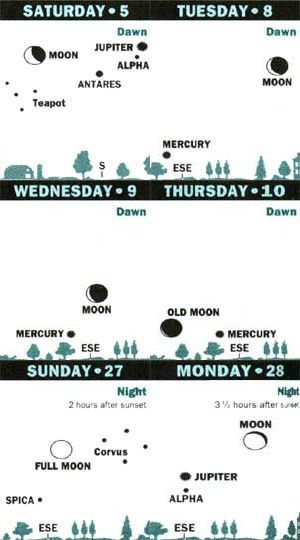 SATURDAY • 5
Dawn
JUPITER
MOON
ALPHA
ANTARES
Teapot
S
TUESDAY • 8
Dawn
MOON
MERCURY
ESE
WEDNESDAY • 9
Dawn
MOON
MERCURY
ESE
THURSDAY • 10
Dawn
OLD MOON
MERCURY
ESE
SUNDAY • 27
Night
2 hours after sunset
Corvus
FULL MOON
SPICA
ESE
MONDAY • 28
Night
3 ½ hours after sunset
MOON
JUPITER
ALPHA
ESE